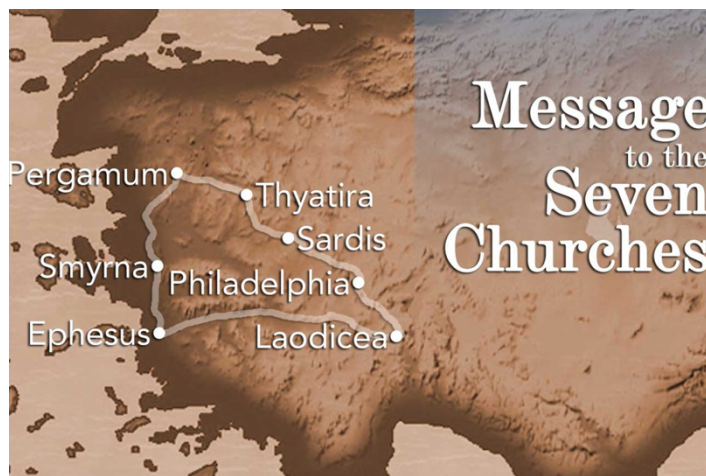 Message
to the
Seven
Churches
Pergamum
Thyatira
Sardis
Smyrna
Philadelphia
Ephesus
Laodicea